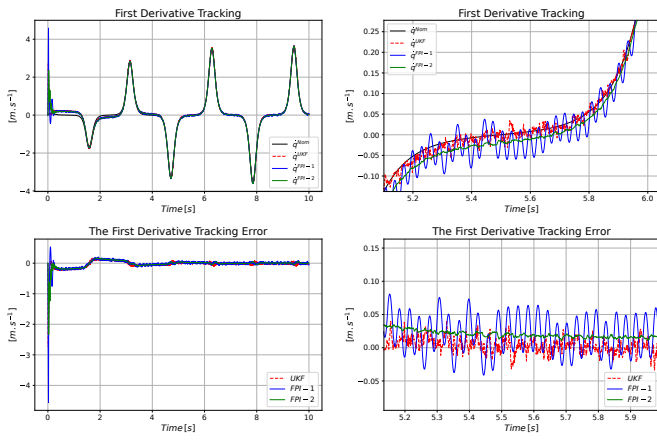 First Derivative Tracking
4
2
0
−2
−4
[m.s⁻¹]
q̇ᴺᵒᵐ
q̇ᵁᴷᶠ
q̇ᶠᴾᴵ⁻¹
q̇ᶠᴾᴵ⁻²
0 2 4 6 8 10
Time [s]
First Derivative Tracking
0.25
0.20
0.15
0.10
0.05
0.00
−0.05
−0.10
[m.s⁻¹]
q̇ᴺᵒᵐ
q̇ᵁᴷᶠ
q̇ᶠᴾᴵ⁻¹
q̇ᶠᴾᴵ⁻²
5.2 5.4 5.6 5.8 6.0
Time [s]
The First Derivative Tracking Error
0
−1
−2
−3
−4
[m.s⁻¹]
UKF
FPI−1
FPI−2
0 2 4 6 8 10
Time [s]
The First Derivative Tracking Error
0.15
0.10
0.05
0.00
−0.05
[m.s⁻¹]
UKF
FPI−1
FPI−2
5.2 5.3 5.4 5.5 5.6 5.7 5.8 5.9
Time [s]